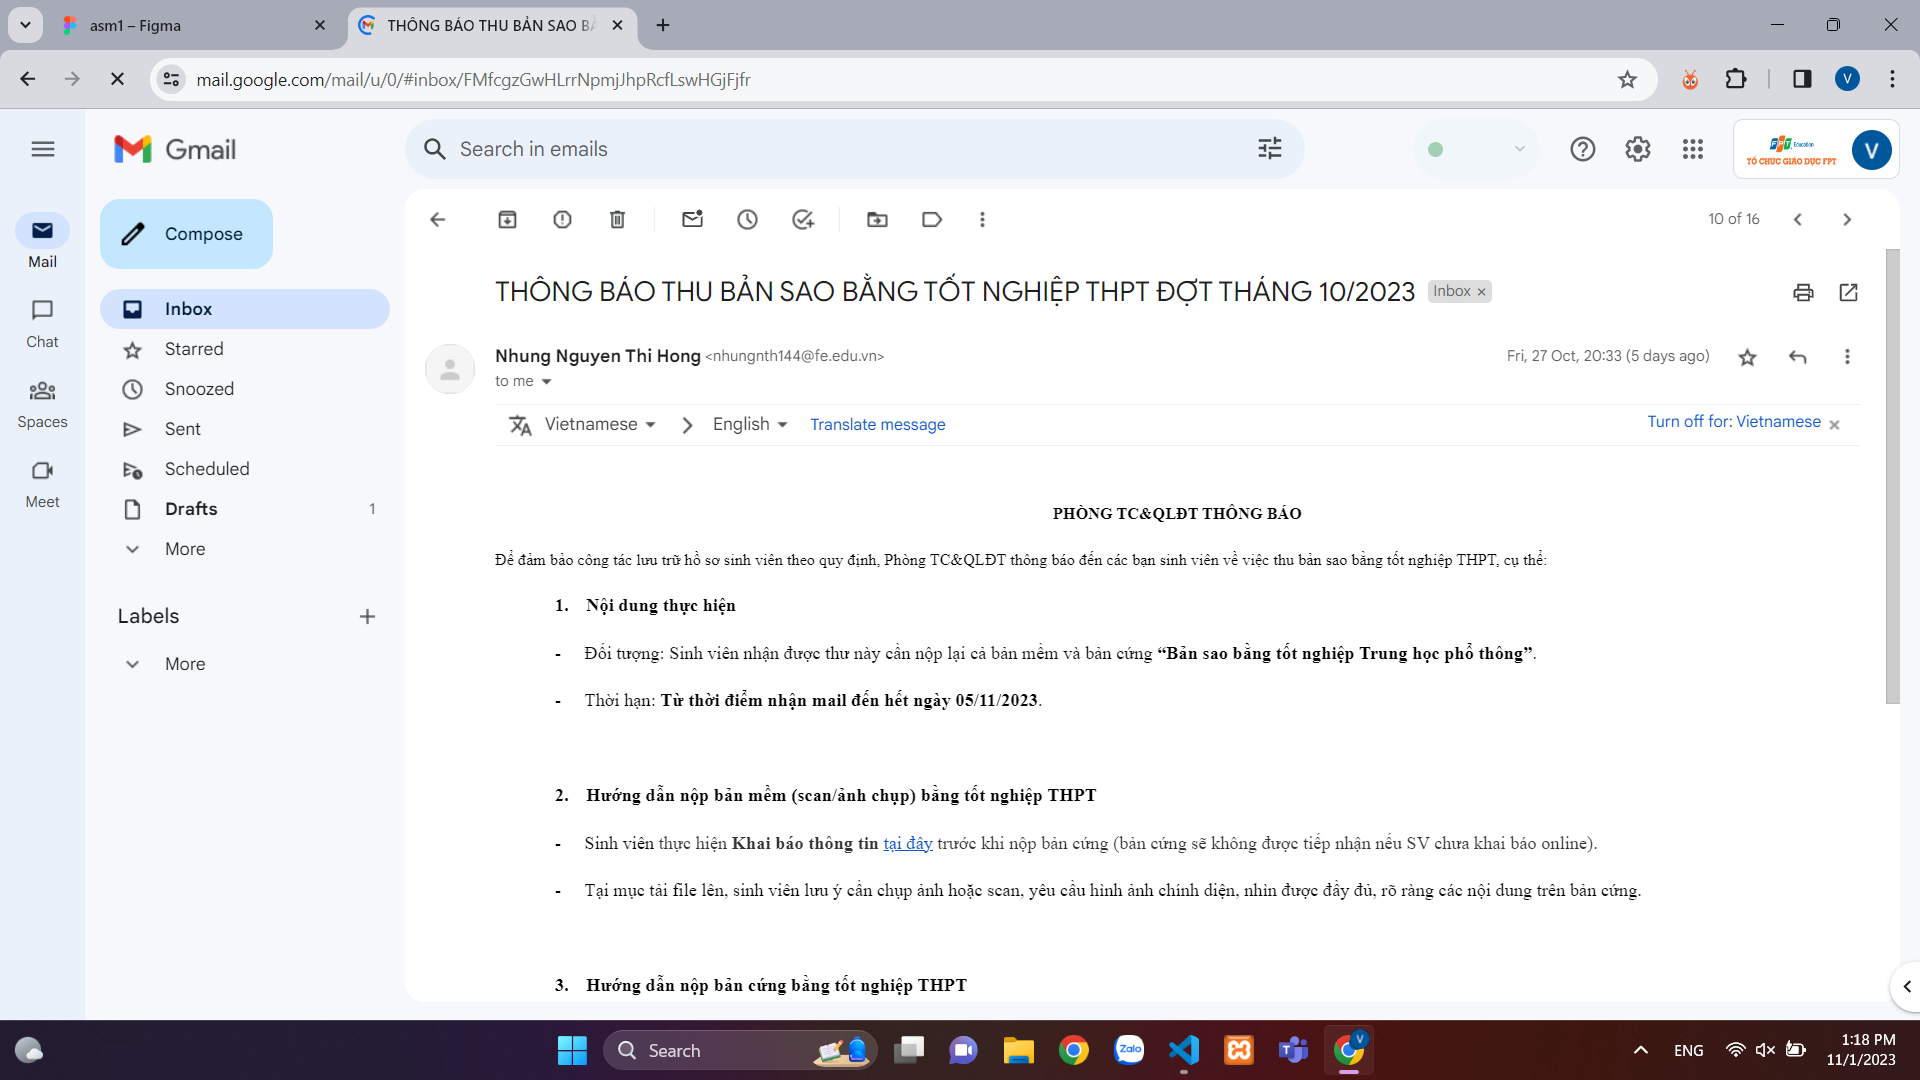 asm1 – Figma
THÔNG BÁO THU BẢN SAO BẰ
mail.google.com/mail/u/0/#inbox/FMfcgzGwHLrrNpmjJhpRcfLswHGjFjfr
V
Gmail
Search in emails
FPT Education
TỔ CHỨC GIÁO DỤC FPT
V
Mail
Chat
Spaces
Meet
Compose
Inbox
Starred
Snoozed
Sent
Scheduled
Drafts 1
More
Labels
More
10 of 16
THÔNG BÁO THU BẢN SAO BẰNG TỐT NGHIỆP THPT ĐỢT THÁNG 10/2023 Inbox ×
Nhung Nguyen Thi Hong <nhungnth144@fe.edu.vn> Fri, 27 Oct, 20:33 (5 days ago)
to me
Vietnamese > English Translate message Turn off for: Vietnamese ×
PHÒNG TC&QLĐT THÔNG BÁO
Để đảm bảo công tác lưu trữ hồ sơ sinh viên theo quy định, Phòng TC&QLĐT thông báo đến các bạn sinh viên về việc thu bản sao bằng tốt nghiệp THPT, cụ thể:
1. Nội dung thực hiện
- Đối tượng: Sinh viên nhận được thư này cần nộp lại cả bản mềm và bản cứng “Bản sao bằng tốt nghiệp Trung học phổ thông”.
- Thời hạn: Từ thời điểm nhận mail đến hết ngày 05/11/2023.
2. Hướng dẫn nộp bản mềm (scan/ảnh chụp) bằng tốt nghiệp THPT
- Sinh viên thực hiện Khai báo thông tin tại đây trước khi nộp bản cứng (bản cứng sẽ không được tiếp nhận nếu SV chưa khai báo online).
- Tại mục tải file lên, sinh viên lưu ý cần chụp ảnh hoặc scan, yêu cầu hình ảnh chính diện, nhìn được đầy đủ, rõ ràng các nội dung trên bản cứng.
3. Hướng dẫn nộp bản cứng bằng tốt nghiệp THPT
Search
Zalo
V
ENG
1:18 PM
11/1/2023